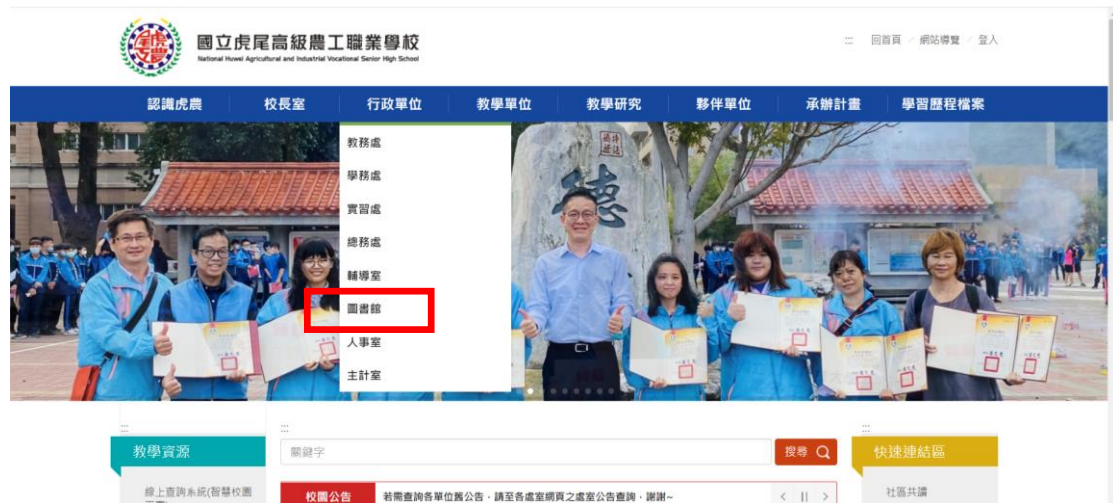 國立虎尾高級農工職業學校
National Huwei Agricultural and Industrial Vocational Senior High School
::: 回首頁 / 網站導覽 / 登入
認識虎農 校長室 行政單位 教學單位 教學研究 夥伴單位 承辦計畫 學習歷程檔案
教務處
學務處
實習處
總務處
輔導室
圖書館
人事室
主計室
德
:::
教學資源
線上查詢系統(智慧校園
:::
關鍵字
搜尋
校園公告 若需查詢各單位舊公告,請至各處室網頁之處室公告查詢,謝謝~
:::
快速連結區
社區共讀